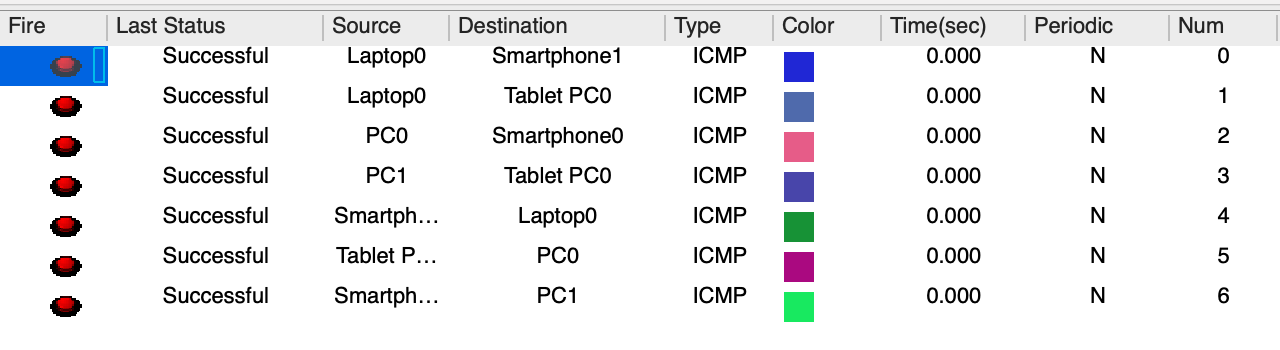 Fire Last Status Source Destination Type Color Time(sec) Periodic Num
Successful Laptop0 Smartphone1 ICMP 0.000 N 0
Successful Laptop0 Tablet PC0 ICMP 0.000 N 1
Successful PC0 Smartphone0 ICMP 0.000 N 2
Successful PC1 Tablet PC0 ICMP 0.000 N 3
Successful Smartph... Laptop0 ICMP 0.000 N 4
Successful Tablet P... PC0 ICMP 0.000 N 5
Successful Smartph... PC1 ICMP 0.000 N 6